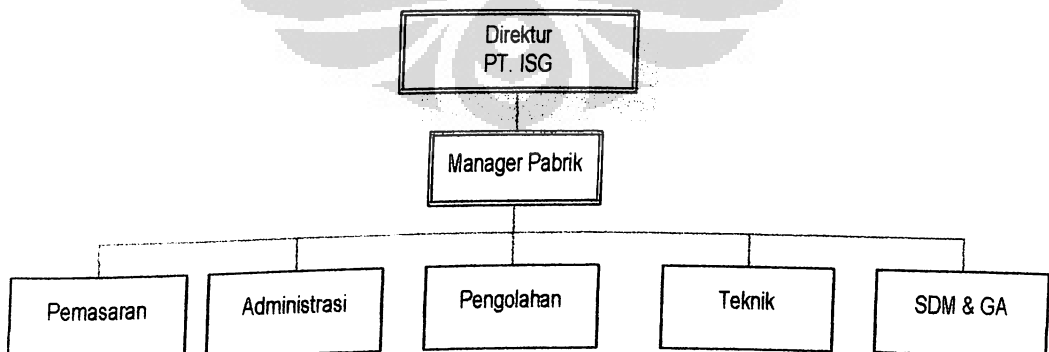 Direktur
PT. ISG
Manager Pabrik
Pemasaran
Administrasi
Pengolahan
Teknik
SDM & GA